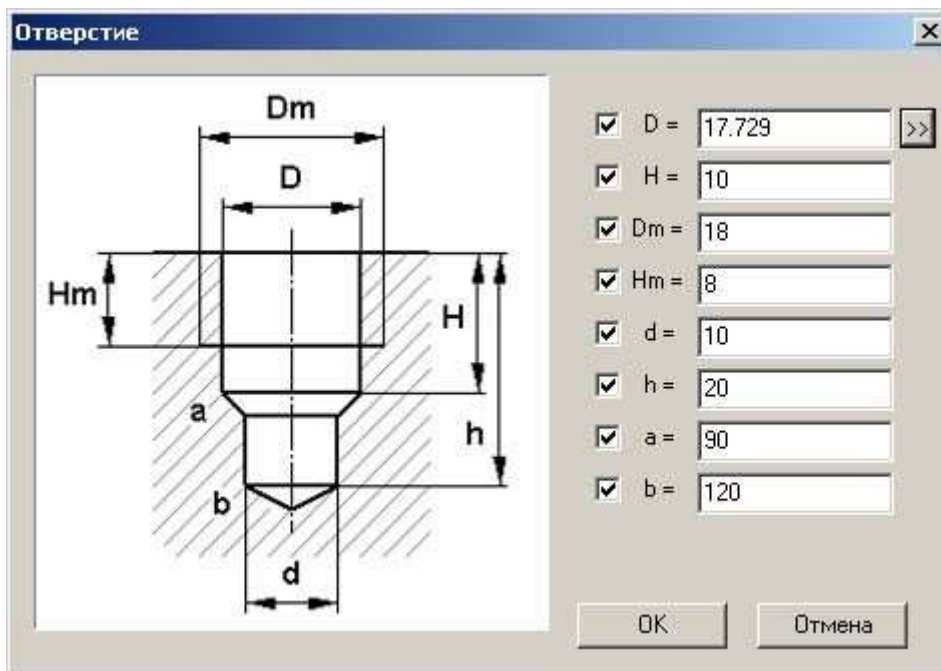 Отверстие
Dm
D
Hm
H
a
h
b
d
D = 17.729 >>
H = 10
Dm = 18
Hm = 8
d = 10
h = 20
a = 90
b = 120
OK Отмена